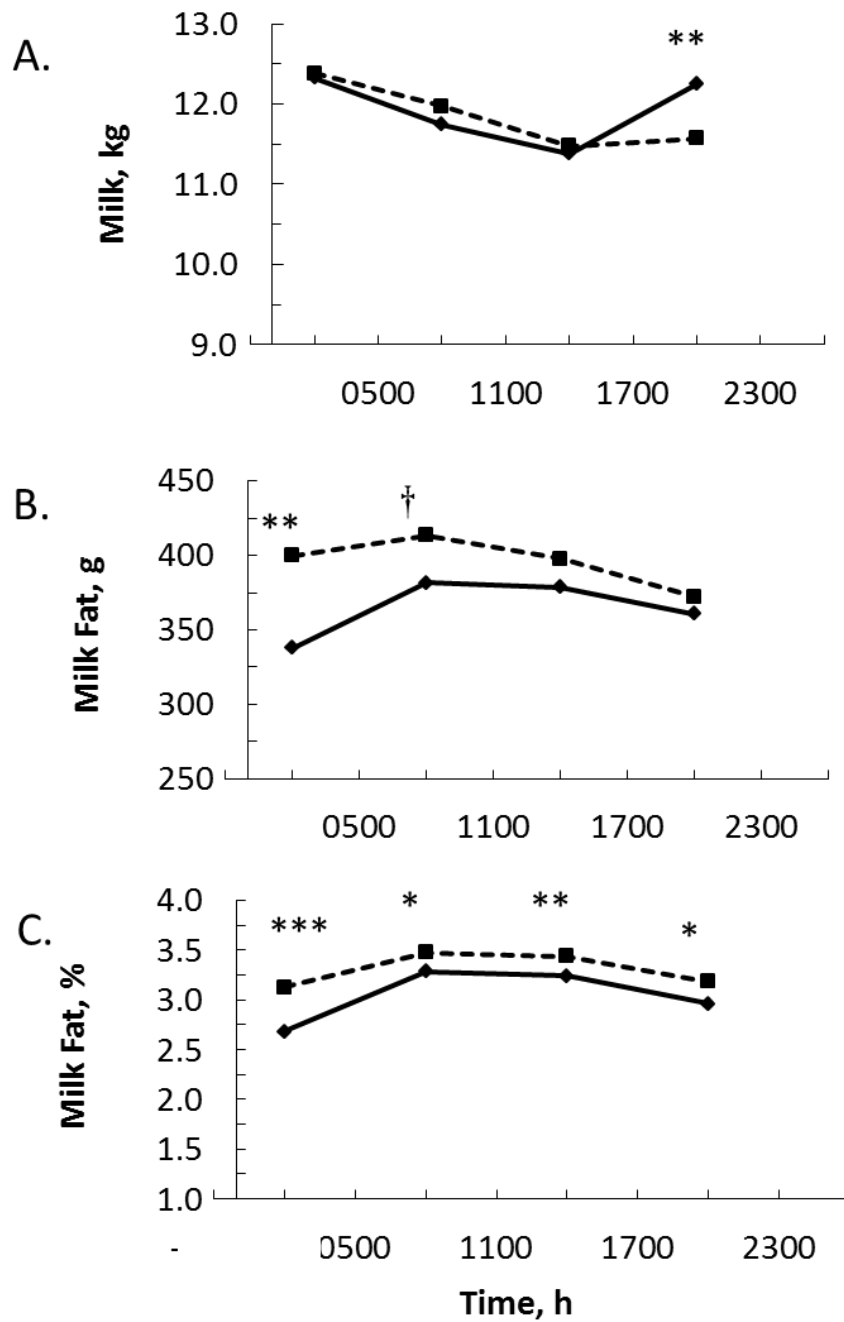 A.
Milk, kg
13.0
12.0
11.0
10.0
9.0
**
0500 1100 1700 2300
B.
Milk Fat, g
450
400
350
300
250
**
†
0500 1100 1700 2300
C.
Milk Fat, %
4.0
3.5
3.0
2.5
2.0
1.5
1.0
***
*
**
*
- 0500 1100 1700 2300
Time, h